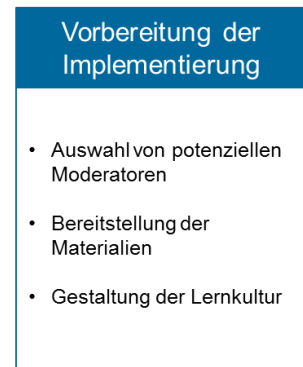 Vorbereitung der
Implementierung
• Auswahl von potenziellen
Moderatoren
• Bereitstellung der
Materialien
• Gestaltung der Lernkultur